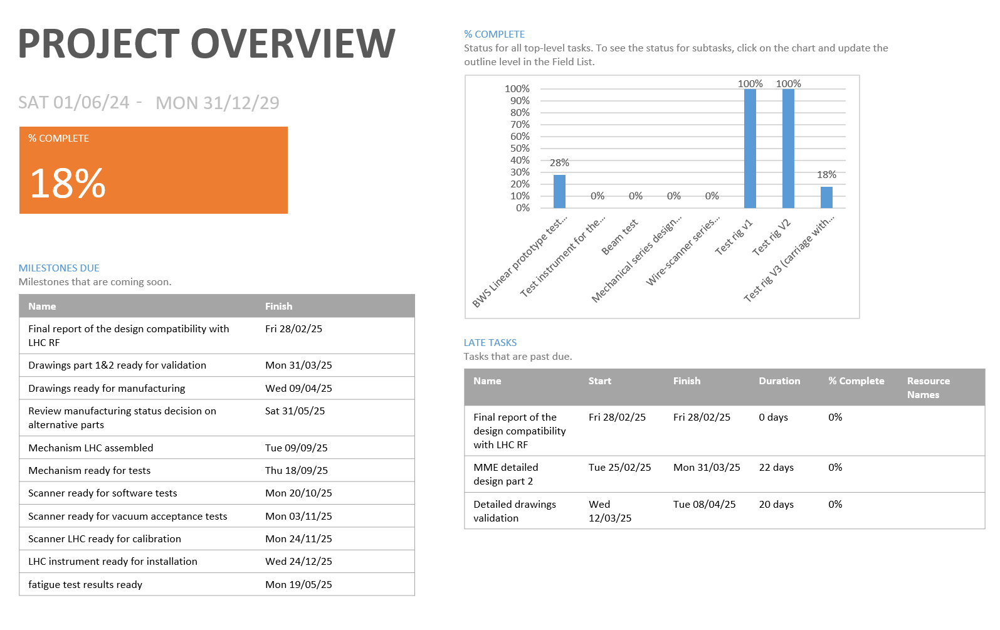 PROJECT OVERVIEW
SAT 01/06/24 - MON 31/12/29
% COMPLETE
18%
MILESTONES DUE
Milestones that are coming soon.
Name Finish
Final report of the design compatibility with Fri 28/02/25
LHC RF
Drawings part 1&2 ready for validation Mon 31/03/25
Drawings ready for manufacturing Wed 09/04/25
Review manufacturing status decision on Sat 31/05/25
alternative parts
Mechanism LHC assembled Tue 09/09/25
Mechanism ready for tests Thu 18/09/25
Scanner ready for software tests Mon 20/10/25
Scanner ready for vacuum acceptance tests Mon 03/11/25
Scanner LHC ready for calibration Mon 24/11/25
LHC instrument ready for installation Wed 24/12/25
fatigue test results ready Mon 19/05/25
% COMPLETE
Status for all top-level tasks. To see the status for subtasks, click on the chart and update the
outline level in the Field List.
100%
90%
80%
70%
60%
50%
40%
30%
20%
10%
0%
28%
0%
0%
0%
0%
100%
100%
18%
BWS Linear prototype test...
Test instrument for the...
Beam test
Mechanical series design...
Wire-scanner series...
Test rig v1
Test rig V2
Test rig V3 (carriage with...
LATE TASKS
Tasks that are past due.
Name Start Finish Duration % Complete Resource
Names
Final report of the Fri 28/02/25 Fri 28/02/25 0 days 0%
design compatibility
with LHC RF
MME detailed Tue 25/02/25 Mon 31/03/25 22 days 0%
design part 2
Detailed drawings Wed Tue 08/04/25 20 days 0%
validation 12/03/25